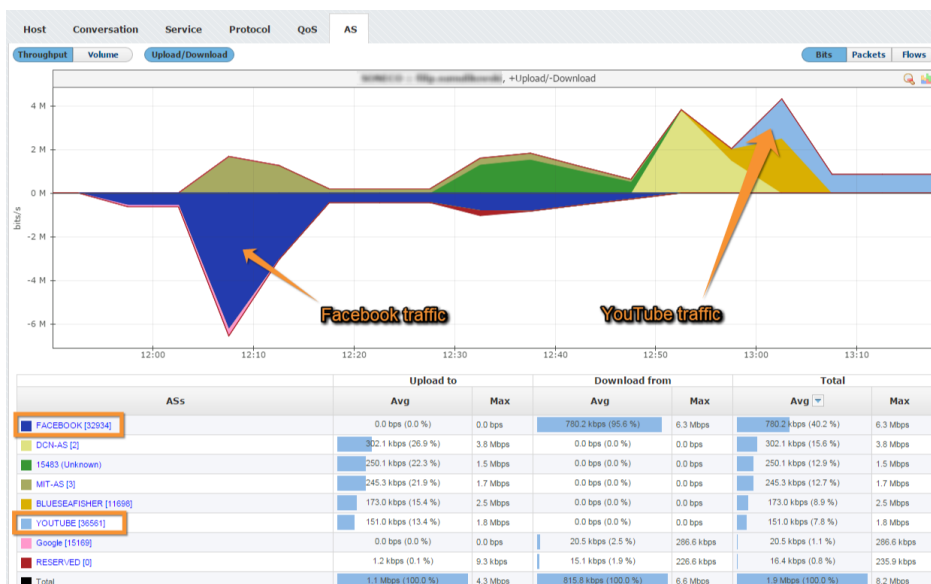 Host Conversation Service Protocol QoS AS
Throughput Volume Upload/Download Bits Packets Flows
, +Upload/-Download
4 M
2 M
0 M
-2 M
-4 M
-6 M
bits/s
Facebook traffic
YouTube traffic
12:00 12:10 12:20 12:30 12:40 12:50 13:00 13:10
Upload to Download from Total
ASs Avg Max Avg Max Avg Max
FACEBOOK [32934] 0.0 bps (0.0 %) 0.0 bps 780.2 kbps (95.6 %) 6.3 Mbps 780.2 kbps (40.2 %) 6.3 Mbps
DCN-AS [2] 302.1 kbps (26.9 %) 3.8 Mbps 0.0 bps (0.0 %) 0.0 bps 302.1 kbps (15.6 %) 3.8 Mbps
15483 (Unknown) 250.1 kbps (22.3 %) 1.5 Mbps 0.0 bps (0.0 %) 0.0 bps 250.1 kbps (12.9 %) 1.5 Mbps
MIT-AS [3] 245.3 kbps (21.9 %) 1.7 Mbps 0.0 bps (0.0 %) 0.0 bps 245.3 kbps (12.7 %) 1.7 Mbps
BLUESEAFISHER [11698] 173.0 kbps (15.4 %) 2.5 Mbps 0.0 bps (0.0 %) 0.0 bps 173.0 kbps (8.9 %) 2.5 Mbps
YOUTUBE [36561] 151.0 kbps (13.4 %) 1.8 Mbps 0.0 bps (0.0 %) 0.0 bps 151.0 kbps (7.8 %) 1.8 Mbps
Google [15169] 0.0 bps (0.0 %) 0.0 bps 20.5 kbps (2.5 %) 286.6 kbps 20.5 kbps (1.1 %) 286.6 kbps
RESERVED [0] 1.2 kbps (0.1 %) 9.3 kbps 15.1 kbps (1.9 %) 226.6 kbps 16.4 kbps (0.8 %) 235.9 kbps
Total 1.1 Mbps (100.0 %) 4.3 Mbps 815.8 kbps (100.0 %) 6.6 Mbps 1.9 Mbps (100.0 %) 8.2 Mbps